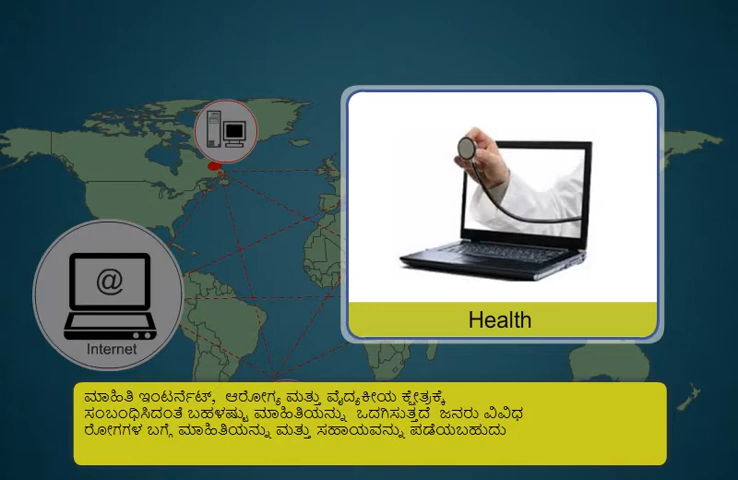 @
Internet
Health
ಮಾಹಿತಿ ಇಂಟರ್ನೆಟ್, ಆರೋಗ್ಯ ಮತ್ತು ವೈದ್ಯಕೀಯ ಕ್ಷೇತ್ರಕ್ಕೆ
ಸಂಬಂಧಿಸಿದಂತೆ ಬಹಳಷ್ಟು ಮಾಹಿತಿಯನ್ನು ಒದಗಿಸುತ್ತದೆ ಜನರು ವಿವಿಧ
ರೋಗಗಳ ಬಗ್ಗೆ ಮಾಹಿತಿಯನ್ನು ಮತ್ತು ಸಹಾಯವನ್ನು ಪಡೆಯಬಹುದು